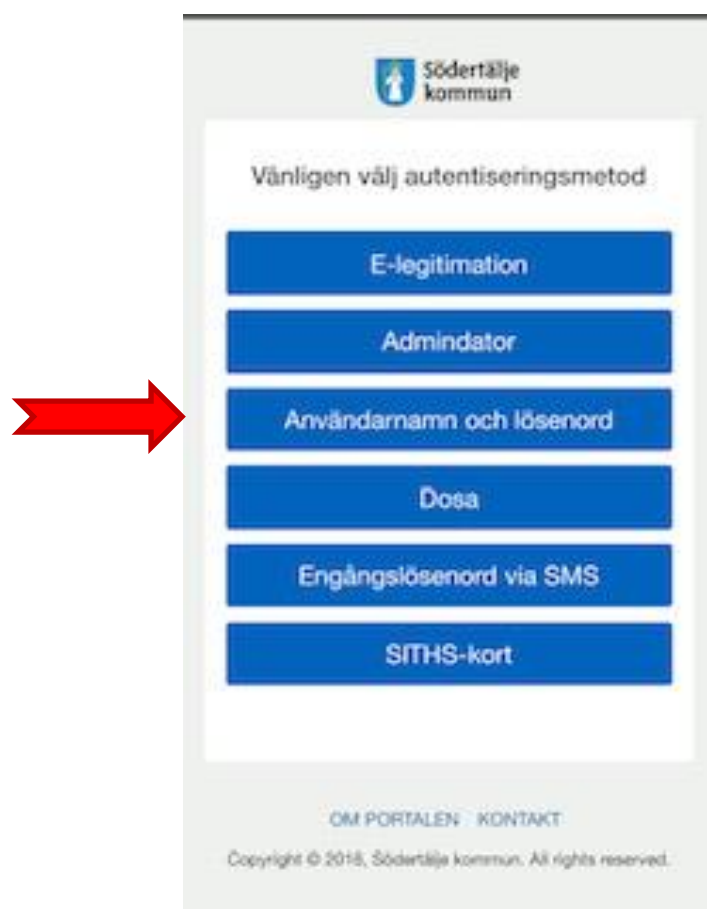 Södertälje
kommun
Vänligen välj autentiseringsmetod
E-legitimation
Admindator
Användarnamn och lösenord
Dosa
Engångslösenord via SMS
SITHS-kort
OM PORTALEN KONTAKT
Copyright © 2018, Södertälje kommun. All rights reserved.